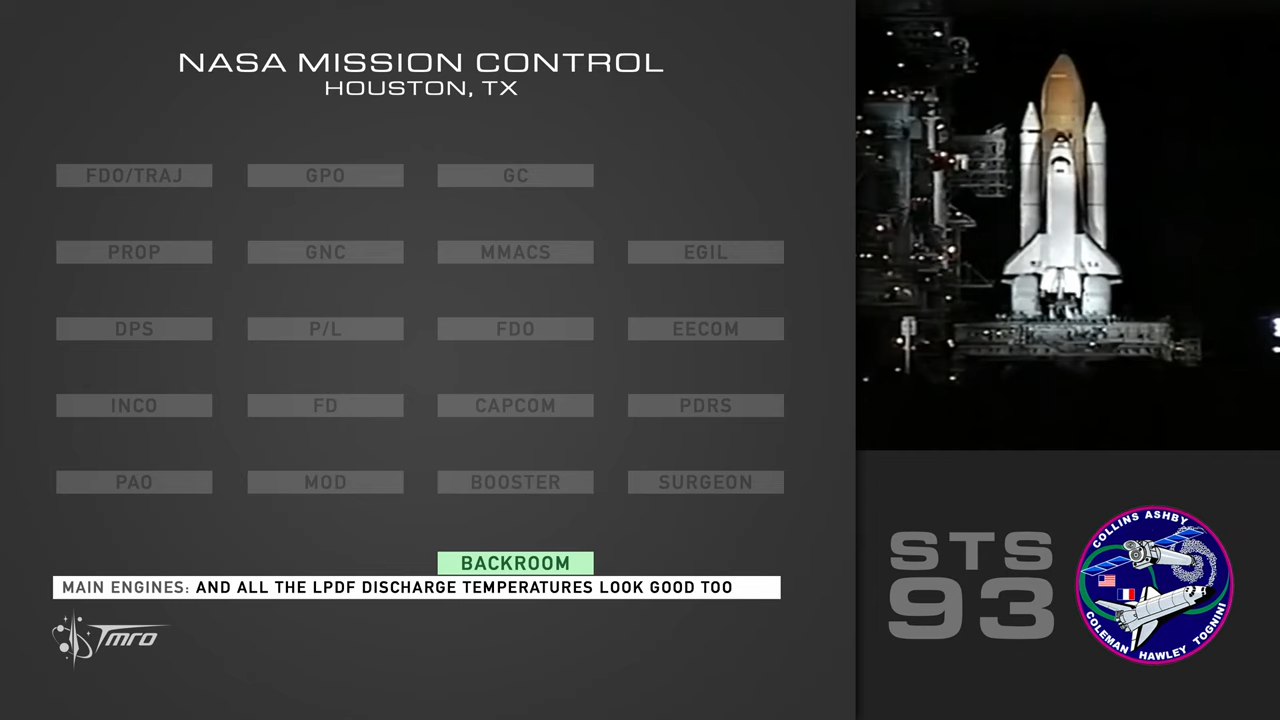 NASA MISSION CONTROL
HOUSTON, TX
FDO/TRAJ GPO GC
PROP GNC MMACS EGIL
DPS P/L FDO EECOM
INCO FD CAPCOM PDRS
PAO MOD BOOSTER SURGEON
BACKROOM
MAIN ENGINES: AND ALL THE LPDF DISCHARGE TEMPERATURES LOOK GOOD TOO
TMRO
STS
93
COLLINS ASHBY
COLEMAN HAWLEY TOGNINI